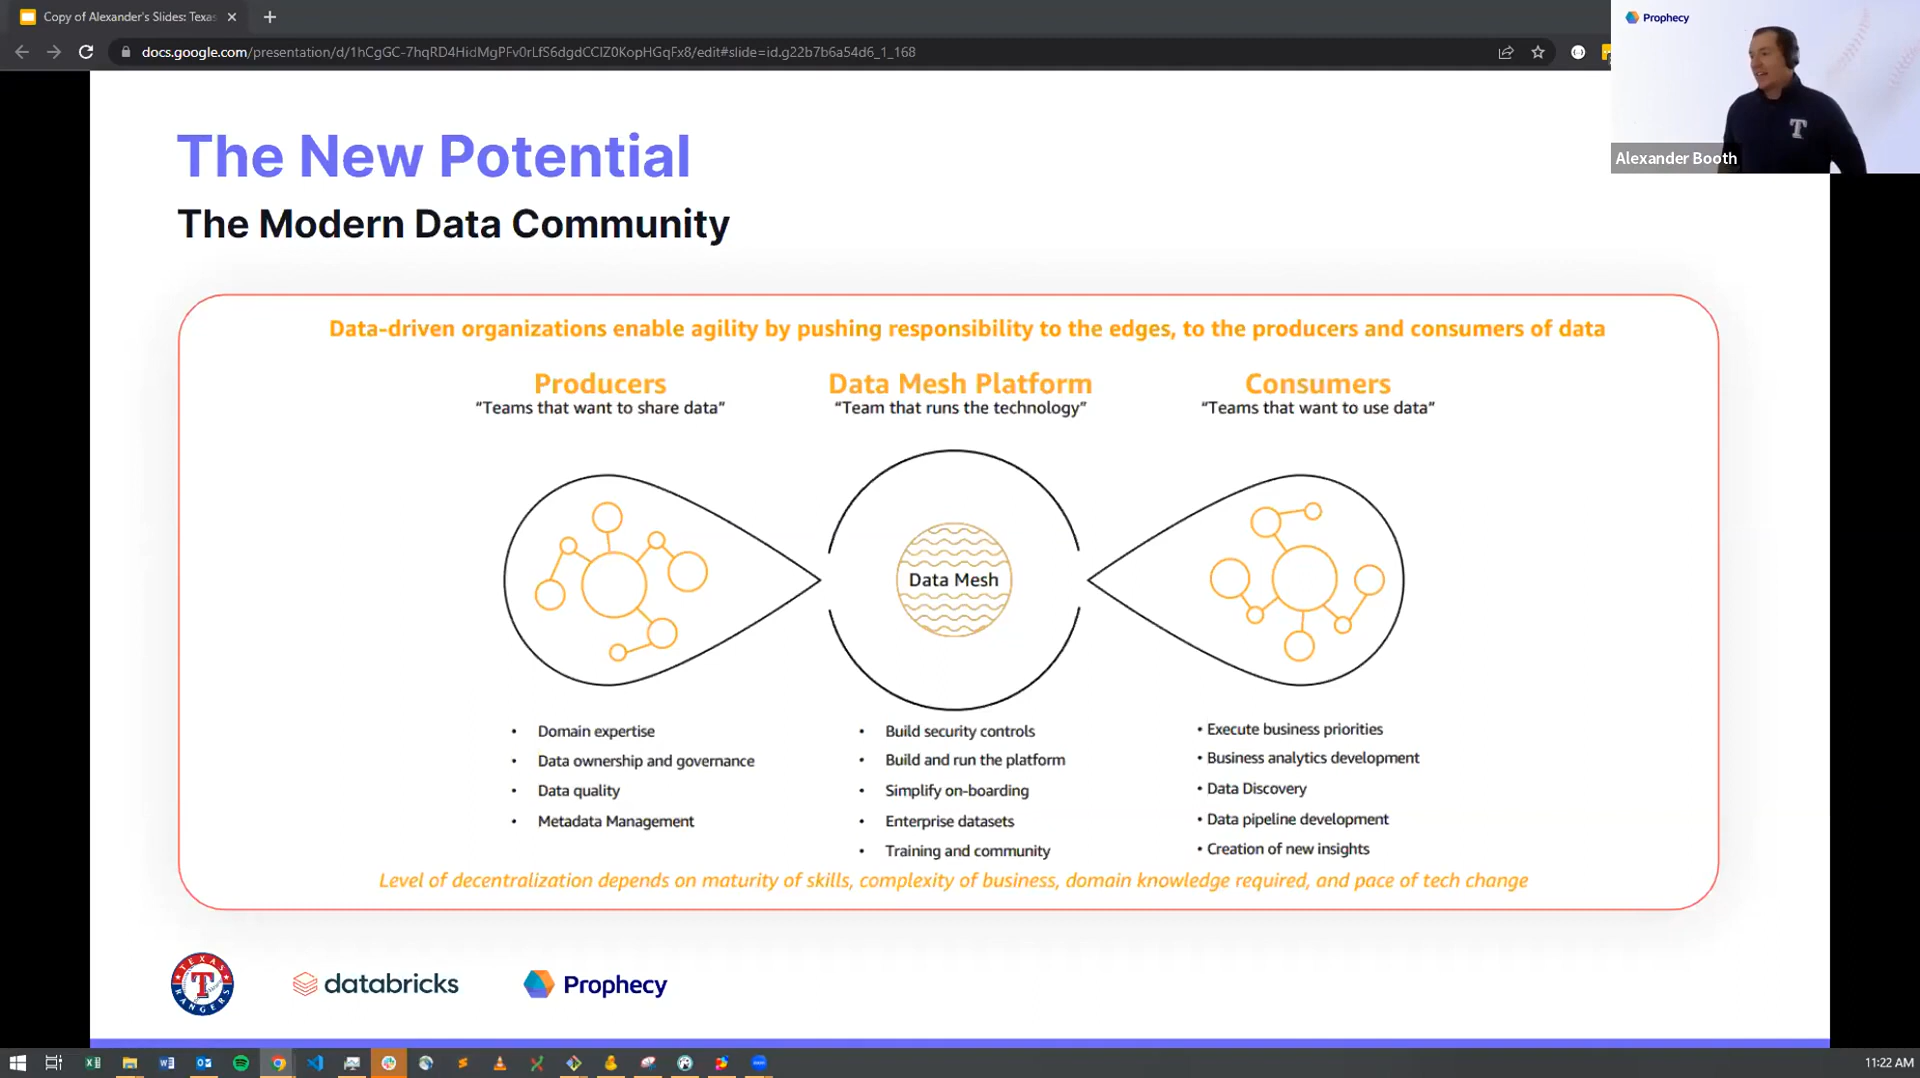 Copy of Alexander's Slides: Texas
docs.google.com/presentation/d/1hCgGC-7hqRD4HidMgPFv0rLfS6dgdCClZ0KopHGqFx8/edit#slide=id.g22b7b6a54d6_1_168
Prophecy
T
Alexander Booth
The New Potential
The Modern Data Community
Data-driven organizations enable agility by pushing responsibility to the edges, to the producers and consumers of data
Producers
“Teams that want to share data”
Data Mesh Platform
“Team that runs the technology”
Consumers
“Teams that want to use data”
Data Mesh
• Domain expertise
• Data ownership and governance
• Data quality
• Metadata Management
• Build security controls
• Build and run the platform
• Simplify on-boarding
• Enterprise datasets
• Training and community
• Execute business priorities
• Business analytics development
• Data Discovery
• Data pipeline development
• Creation of new insights
Level of decentralization depends on maturity of skills, complexity of business, domain knowledge required, and pace of tech change
TEXAS
T
RANGERS
databricks
Prophecy
11:22 AM